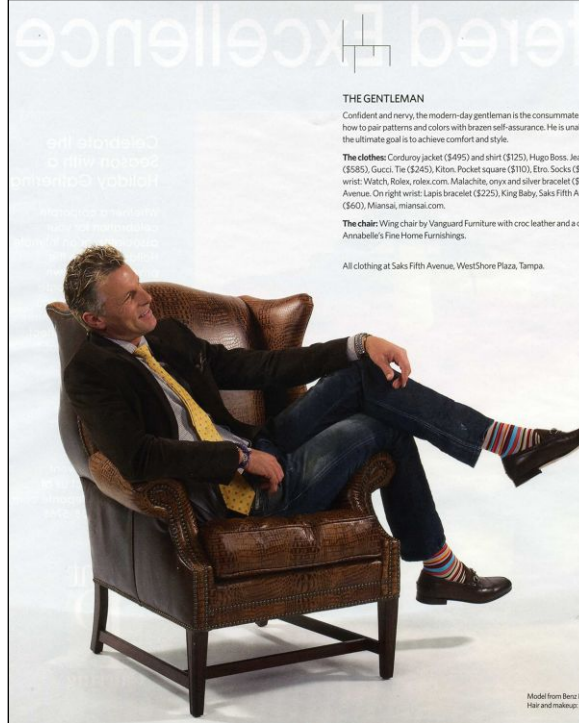 tered Excellence
THE GENTLEMAN
Confident and nervy, the modern-day gentleman is the consummate
how to pair patterns and colors with brazen self-assurance. He is una
the ultimate goal is to achieve comfort and style.
Celebrate the
Season with a
Holiday Gathering
The clothes: Corduroy jacket ($495) and shirt ($125), Hugo Boss. Jea
($585), Gucci. Tie ($245), Kiton. Pocket square ($110), Etro. Socks ($
wrist: Watch, Rolex, rolex.com. Malachite, onyx and silver bracelet ($
Avenue. On right wrist: Lapis bracelet ($225), King Baby, Saks Fifth A
($60), Miansai, miansai.com.
The chair: Wing chair by Vanguard Furniture with croc leather and a d
Annabelle's Fine Home Furnishings.
All clothing at Saks Fifth Avenue, WestShore Plaza, Tampa.
Model from Benz
Hair and makeup: